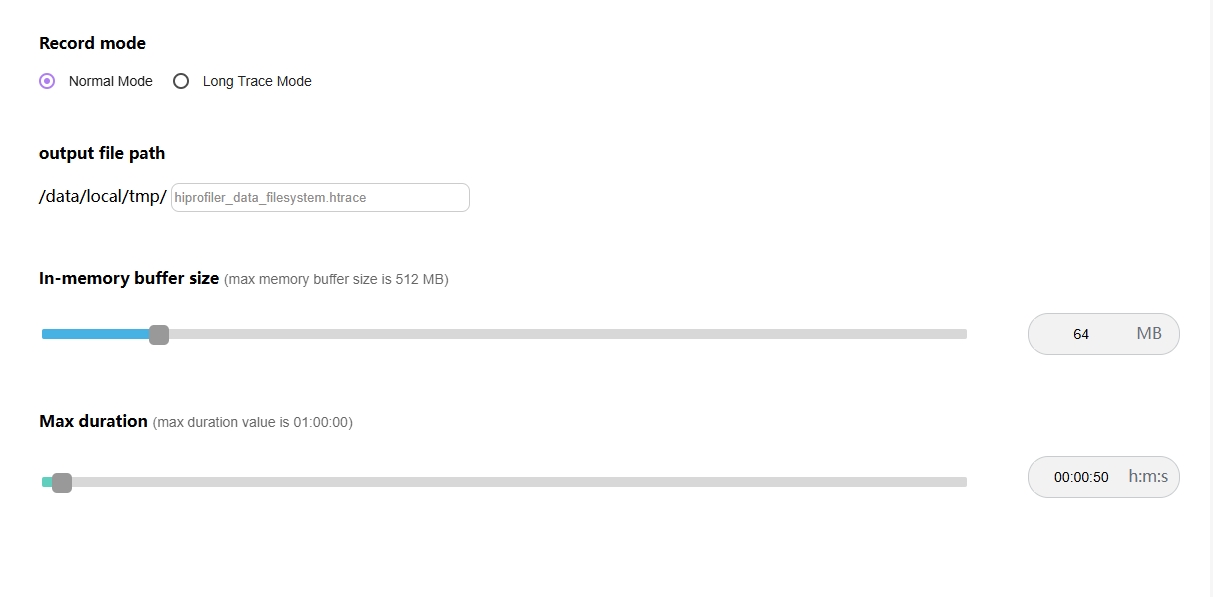 Record mode
Normal Mode Long Trace Mode
output file path
/data/local/tmp/ hiprofiler_data_filesystem.htrace
In-memory buffer size (max memory buffer size is 512 MB)
64 MB
Max duration (max duration value is 01:00:00)
00:00:50 h:m:s